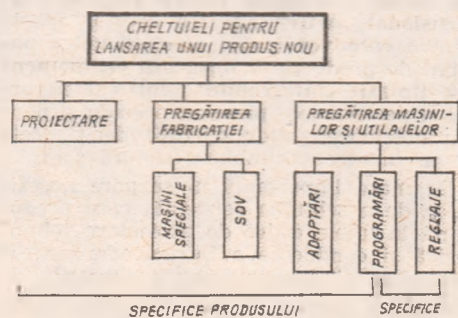 CHELTUIELI PENTRU
LANSAREA UNUI PRODUS NOU
PROIECTARE
PREGĂTIREA
FABRICAȚIEI
PREGĂTIREA MAȘINI-
LOR ȘI UTILAJELOR
MAȘINI
SPECIALE
SDV
ADAPTĂRI
PROGRAMĂRI
REGLAJE
SPECIFICE PRODUSULUI
SPECIFICE